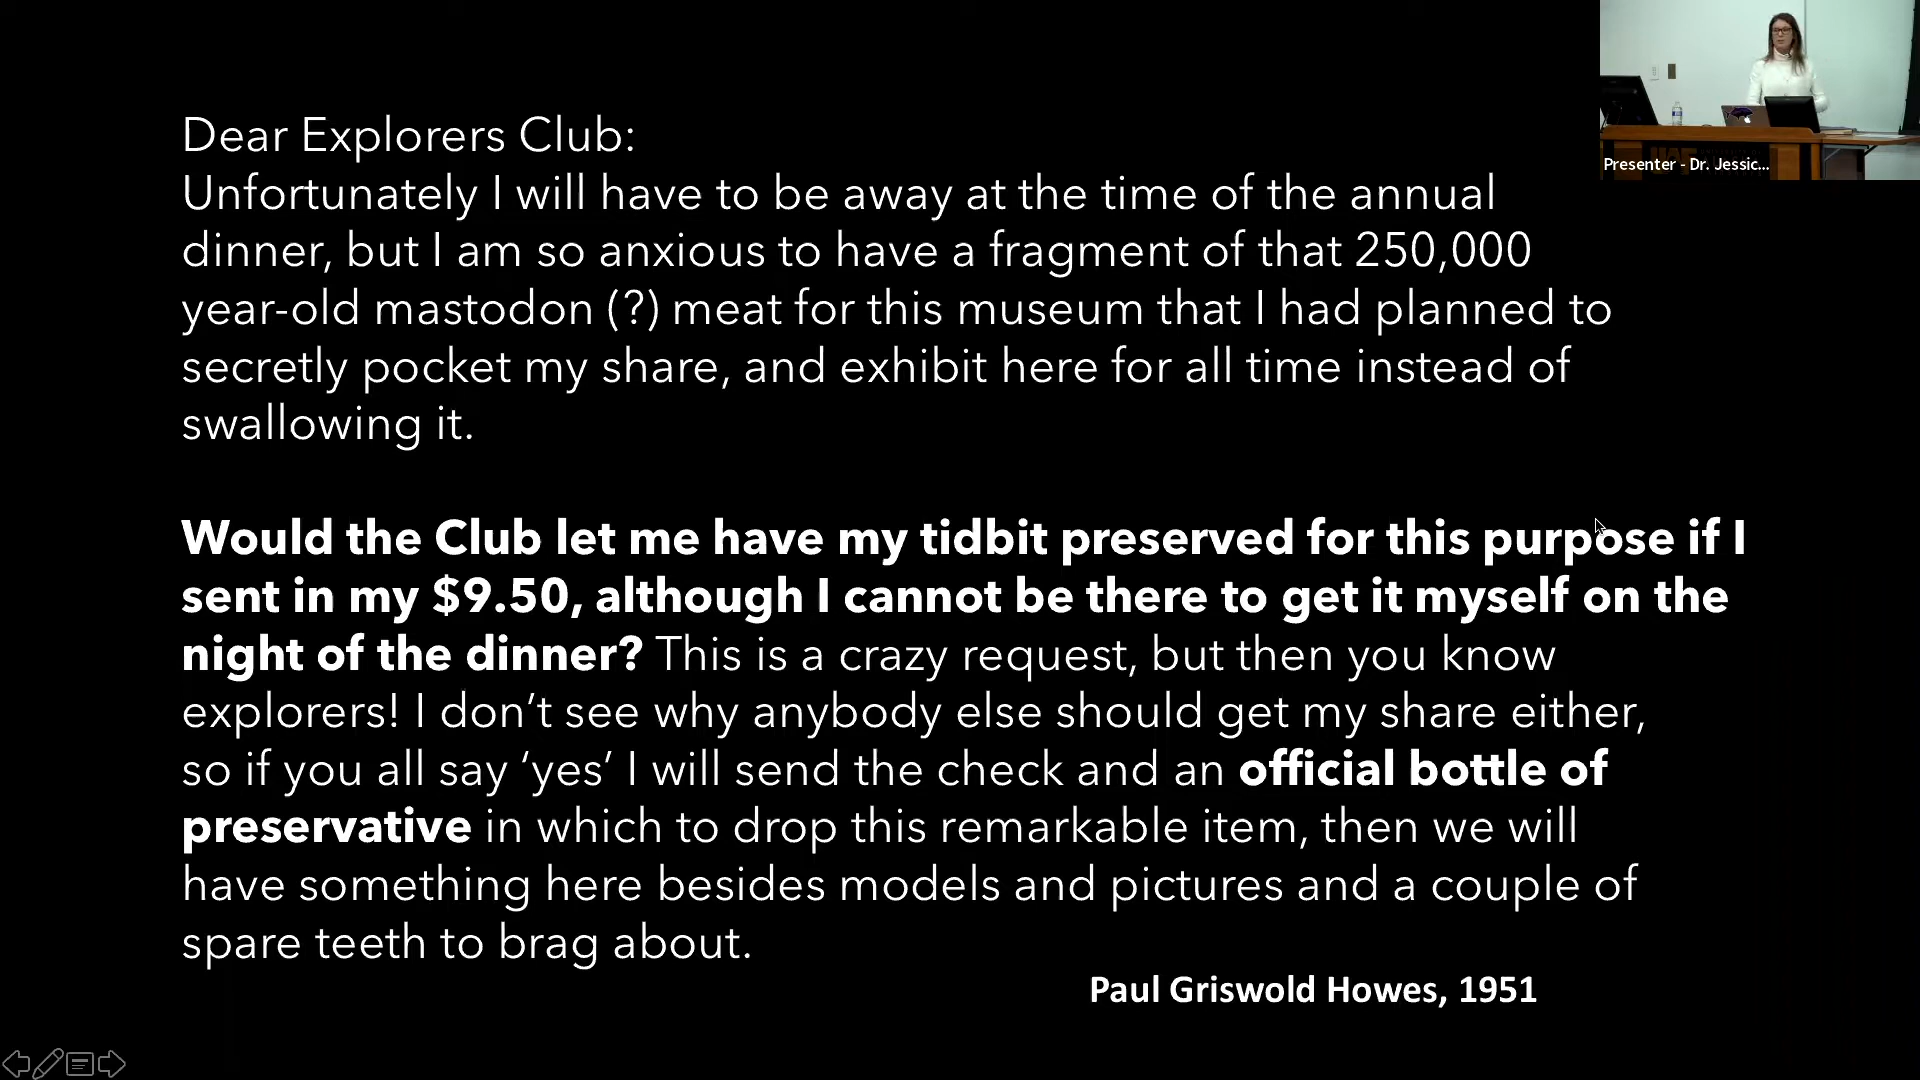 Dear Explorers Club:
Unfortunately I will have to be away at the time of the annual
dinner, but I am so anxious to have a fragment of that 250,000
year-old mastodon (?) meat for this museum that I had planned to
secretly pocket my share, and exhibit here for all time instead of
swallowing it.
Would the Club let me have my tidbit preserved for this purpose if I
sent in my $9.50, although I cannot be there to get it myself on the
night of the dinner? This is a crazy request, but then you know
explorers! I don’t see why anybody else should get my share either,
so if you all say ‘yes’ I will send the check and an official bottle of
preservative in which to drop this remarkable item, then we will
have something here besides models and pictures and a couple of
spare teeth to brag about.
Paul Griswold Howes, 1951
Presenter - Dr. Jessic...